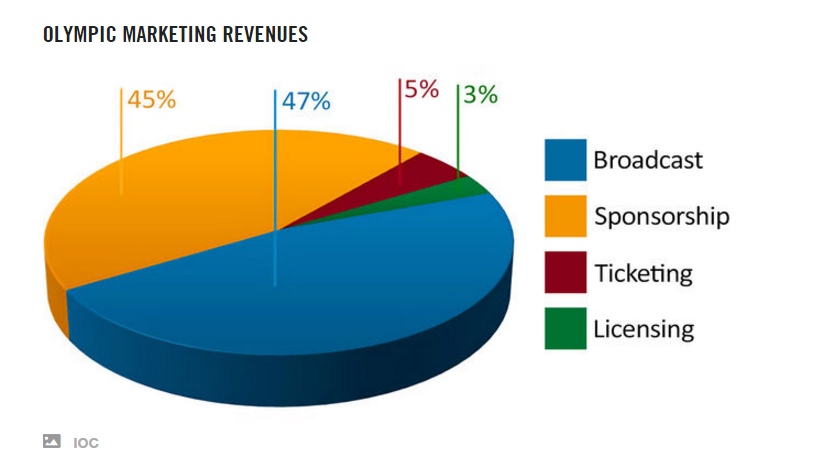 OLYMPIC MARKETING REVENUES
45%
47%
5%
3%
Broadcast
Sponsorship
Ticketing
Licensing
IOC